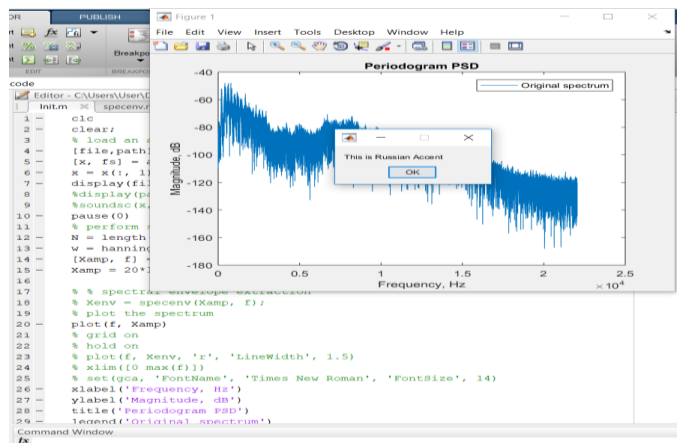 OR PUBLISH Figure 1
File Edit View Insert Tools Desktop Window Help
fx
Breakpo
EDIT BREAKPO
code
Editor - C:\Users\User\D
Init.m specenv.r
1 clc
2 clear;
3 % load an a
4 [file,path]
5 [x, fs] = a
6 x = x(:, 1)
7 display(fil
8 %display(pa
9 %soundsc(x,
10 pause(0)
11 % perform s
12 N = length
13 w = hanning
14 [Xamp, f] =
15 Xamp = 20*l
16
17 % % spectral envelope extraction
18 % Xenv = specenv(Xamp, f);
19 % plot the spectrum
20 plot(f, Xamp)
21 % grid on
22 % hold on
23 % plot(f, Xenv, 'r', 'LineWidth', 1.5)
24 % xlim([0 max(f)])
25 % set(gca, 'FontName', 'Times New Roman', 'FontSize', 14)
26 xlabel('Frequency, Hz')
27 ylabel('Magnitude, dB')
28 title('Periodogram PSD')
29 legend('Original spectrum')
Command Window
fx
Periodogram PSD
Original spectrum
-40
-60
-80
-100
-120
-140
-160
-180
Magnitude, dB
This is Russian Accent
OK
0 0.5 1 1.5 2 2.5
Frequency, Hz
×10⁴